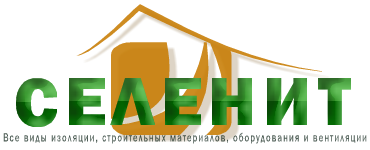 СЕЛЕНИТ
Все виды изоляции, строительных материалов, оборудования и вентиляции